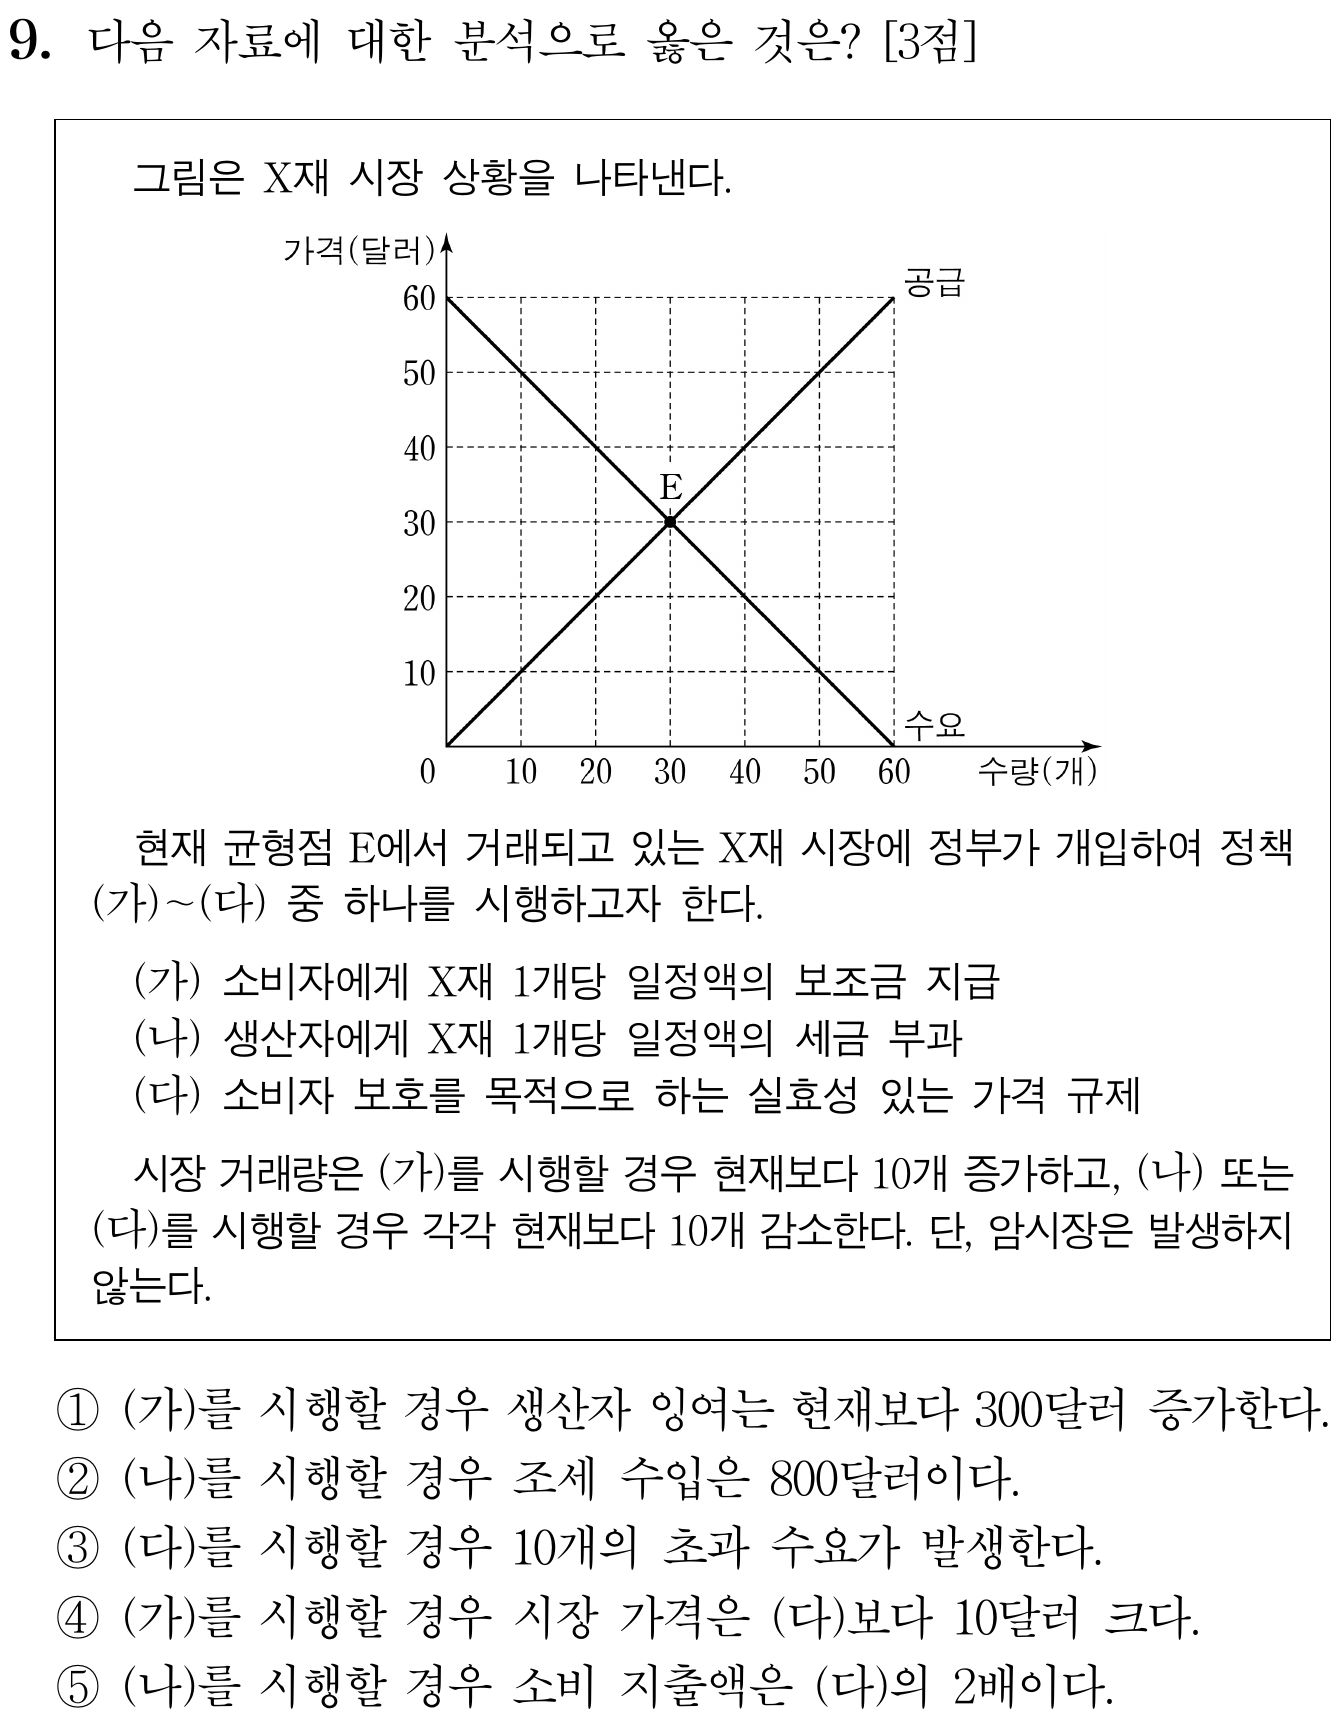 9. 다음 자료에 대한 분석으로 옳은 것은? [3점]
그림은 X재 시장 상황을 나타낸다.
가격(달러)
공급
60
50
40
E
30
20
10
수요
0 10 20 30 40 50 60 수량(개)
현재 균형점 E에서 거래되고 있는 X재 시장에 정부가 개입하여 정책
(가)~(다) 중 하나를 시행하고자 한다.
(가) 소비자에게 X재 1개당 일정액의 보조금 지급
(나) 생산자에게 X재 1개당 일정액의 세금 부과
(다) 소비자 보호를 목적으로 하는 실효성 있는 가격 규제
시장 거래량은 (가)를 시행할 경우 현재보다 10개 증가하고, (나) 또는
(다)를 시행할 경우 각각 현재보다 10개 감소한다. 단, 암시장은 발생하지
않는다.
① (가)를 시행할 경우 생산자 잉여는 현재보다 300달러 증가한다.
② (나)를 시행할 경우 조세 수입은 800달러이다.
③ (다)를 시행할 경우 10개의 초과 수요가 발생한다.
④ (가)를 시행할 경우 시장 가격은 (다)보다 10달러 크다.
⑤ (나)를 시행할 경우 소비 지출액은 (다)의 2배이다.